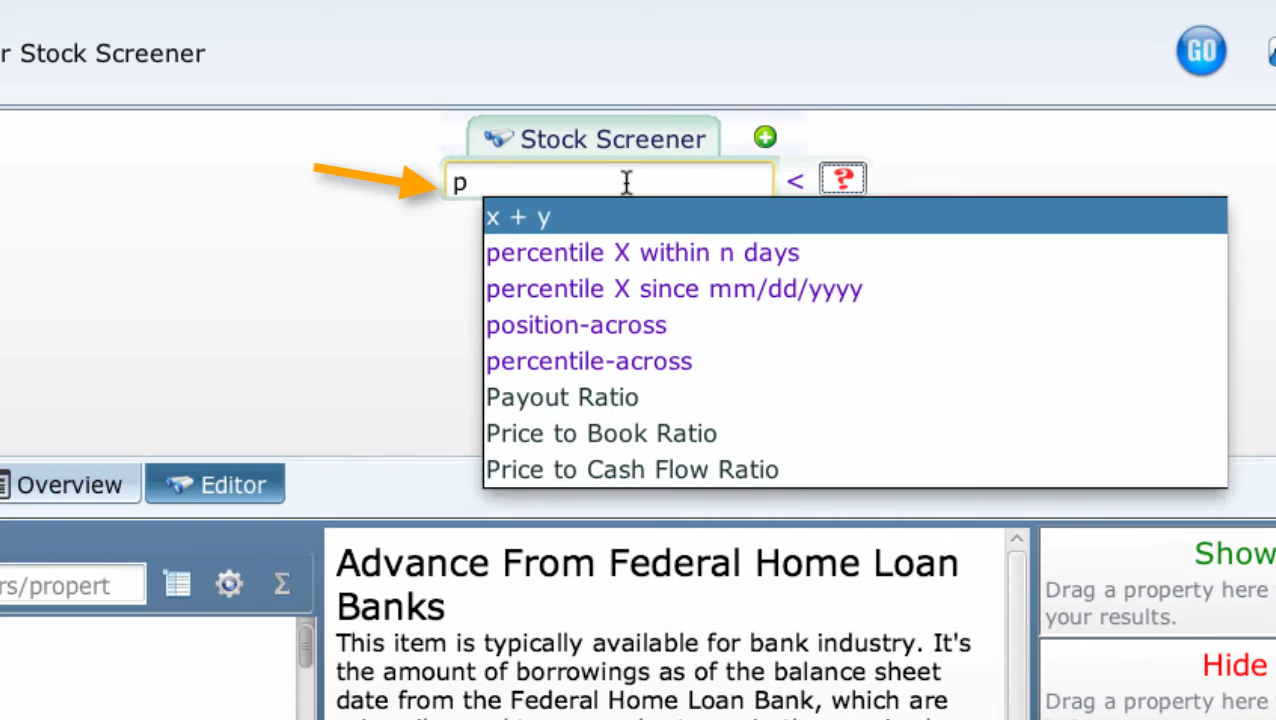 r Stock Screener
GO
Stock Screener
p
< ?
x + y
percentile X within n days
percentile X since mm/dd/yyyy
position-across
percentile-across
Payout Ratio
Price to Book Ratio
Price to Cash Flow Ratio
Overview
Editor
rs/propert
Σ
Advance From Federal Home Loan
Banks
This item is typically available for bank industry. It's
the amount of borrowings as of the balance sheet
date from the Federal Home Loan Bank, which are
Show
Drag a property here
your results.
Hide
Drag a property here